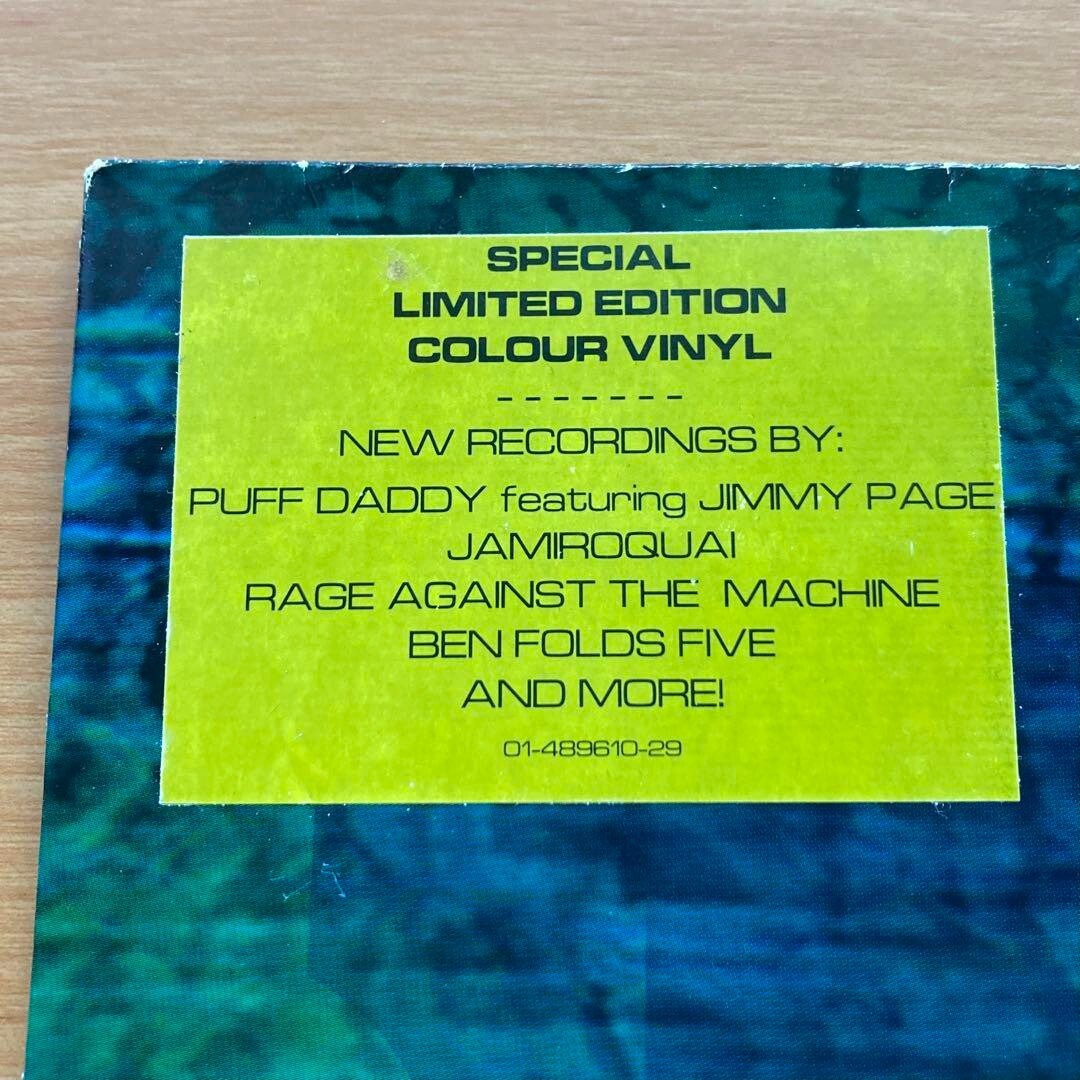 SPECIAL
LIMITED EDITION
COLOUR VINYL
-------
NEW RECORDINGS BY:
PUFF DADDY featuring JIMMY PAGE
JAMIROQUAI
RAGE AGAINST THE MACHINE
BEN FOLDS FIVE
AND MORE!
01-489610-29